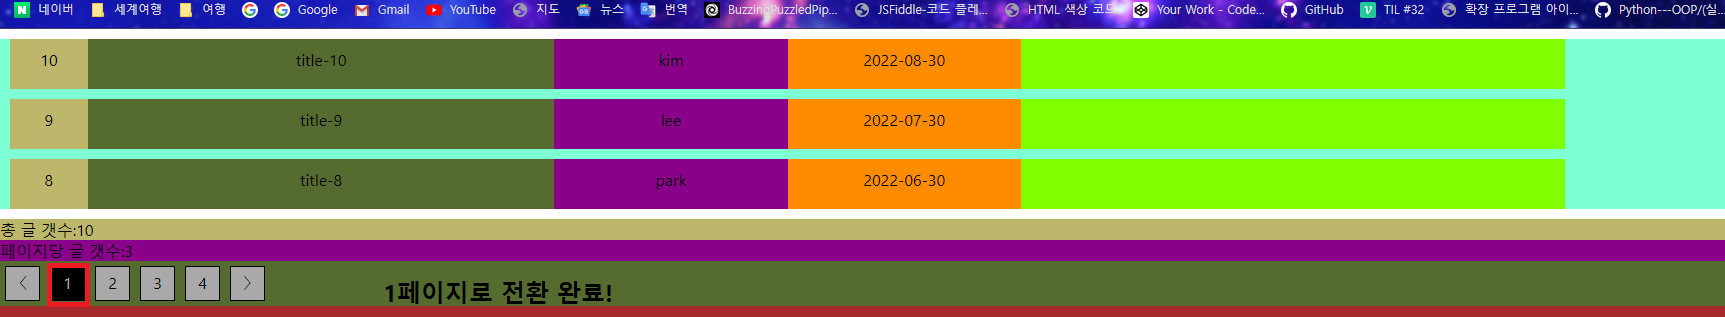 네이버 세계여행 여행 Google Gmail YouTube 지도 뉴스 번역 BuzzingPuzzledPip... JSFiddle-코드 플레... HTML 색상 코드 Your Work - Code... GitHub TIL #32 확장 프로그램 아이... Python---OOP/(실...
10 title-10 kim 2022-08-30
9 title-9 lee 2022-07-30
8 title-8 park 2022-06-30
총 글 갯수:10
페이지당 글 갯수:3
〈 1 2 3 4 〉 1페이지로 전환 완료!